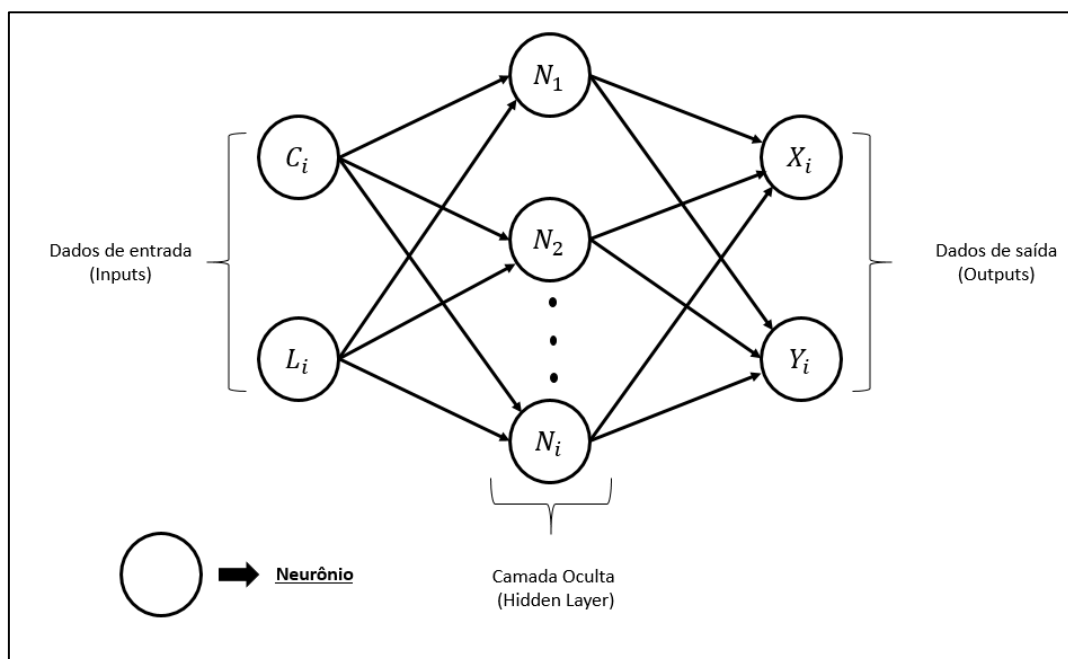 N₁
Cᵢ
Xᵢ
N₂
Dados de entrada
(Inputs)
Dados de saída
(Outputs)
Lᵢ
Yᵢ
Nᵢ
Neurônio
Camada Oculta
(Hidden Layer)